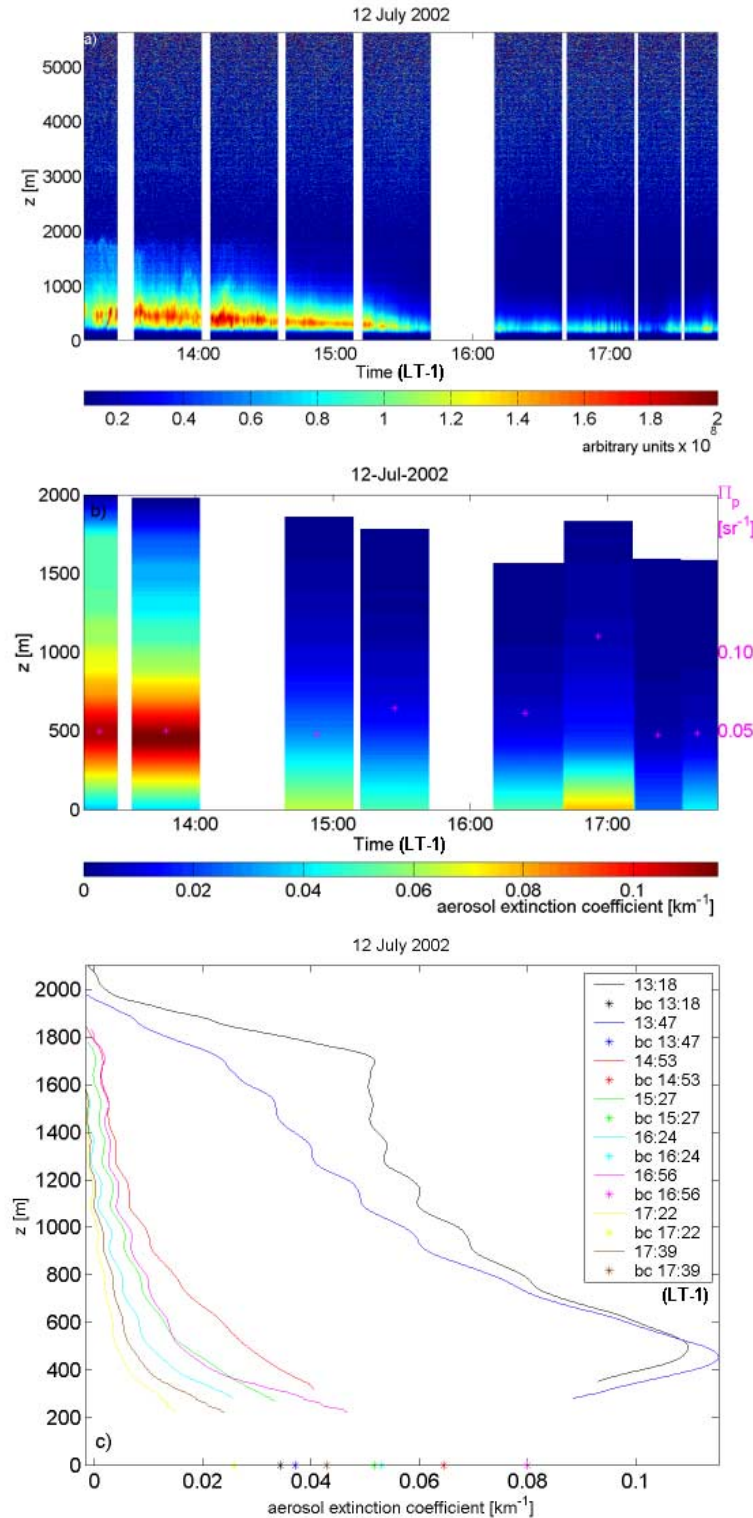 12 July 2002
a)
5000
4000
3000
2000
1000
0
z [m]
14:00 15:00 16:00 17:00
Time (LT-1)
0.2 0.4 0.6 0.8 1 1.2 1.4 1.6 1.8 2
arbitrary units x 10 8
12-Jul-2002
b)
2000
1500
1000
500
0
z [m]
Πp
[sr-1]
0.10
0.05
14:00 15:00 16:00 17:00
Time (LT-1)
0 0.02 0.04 0.06 0.08 0.1
aerosol extinction coefficient [km-1]
12 July 2002
2000
1800
1600
1400
1200
1000
800
600
400
200
0
z [m]
13:18
bc 13:18
13:47
bc 13:47
14:53
bc 14:53
15:27
bc 15:27
16:24
bc 16:24
16:56
bc 16:56
17:22
bc 17:22
17:39
bc 17:39
(LT-1)
c)
0 0.02 0.04 0.06 0.08 0.1
aerosol extinction coefficient [km-1]